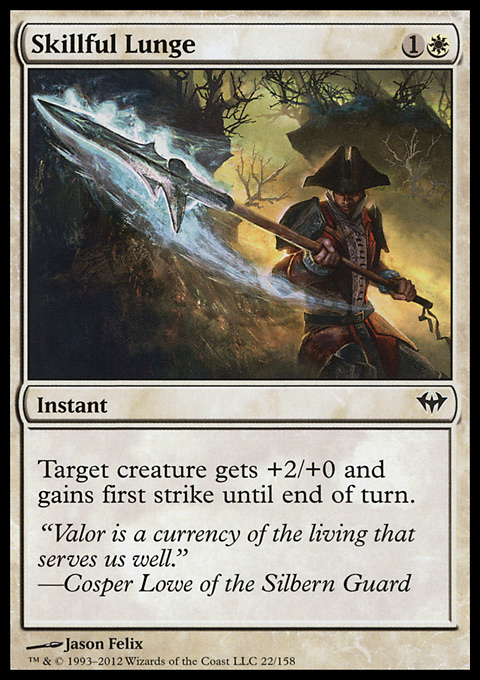 Skillful Lunge 1
Instant
Target creature gets +2/+0 and
gains first strike until end of turn.
“Valor is a currency of the living that
serves us well.”
—Cosper Lowe of the Silbern Guard
Jason Felix
™ & © 1993–2012 Wizards of the Coast LLC 22/158